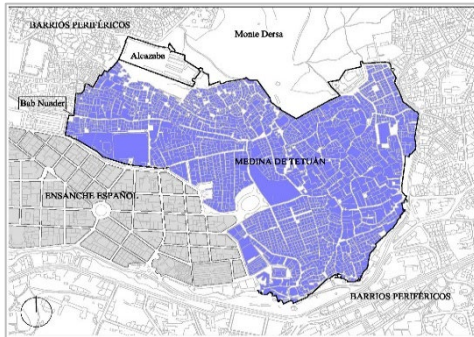 BARRIOS PERIFÉRICOS
Monte Dersa
Alcazaba
Bab Nuader
MEDINA DE TETUÁN
ENSANCHE ESPAÑOL
BARRIOS PERIFÉRICOS